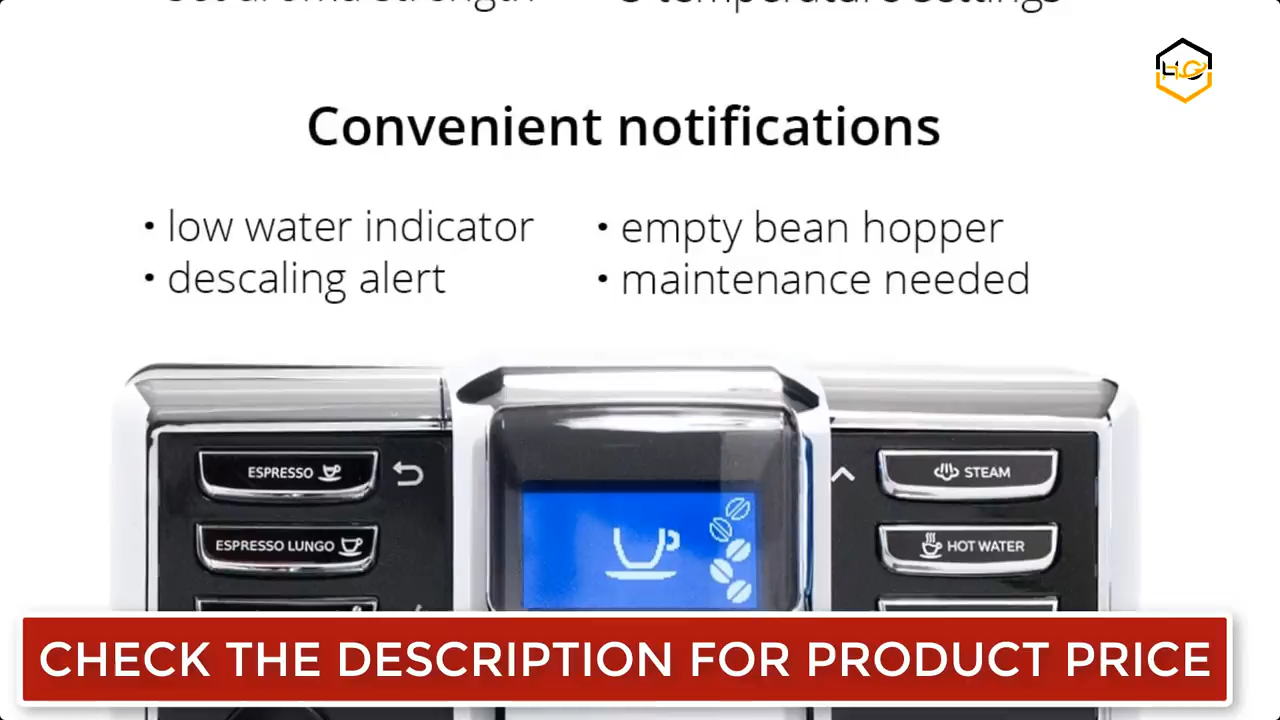 Convenient notifications
• low water indicator
• empty bean hopper
• descaling alert
• maintenance needed
ESPRESSO
STEAM
ESPRESSO LUNGO
HOT WATER
CHECK THE DESCRIPTION FOR PRODUCT PRICE